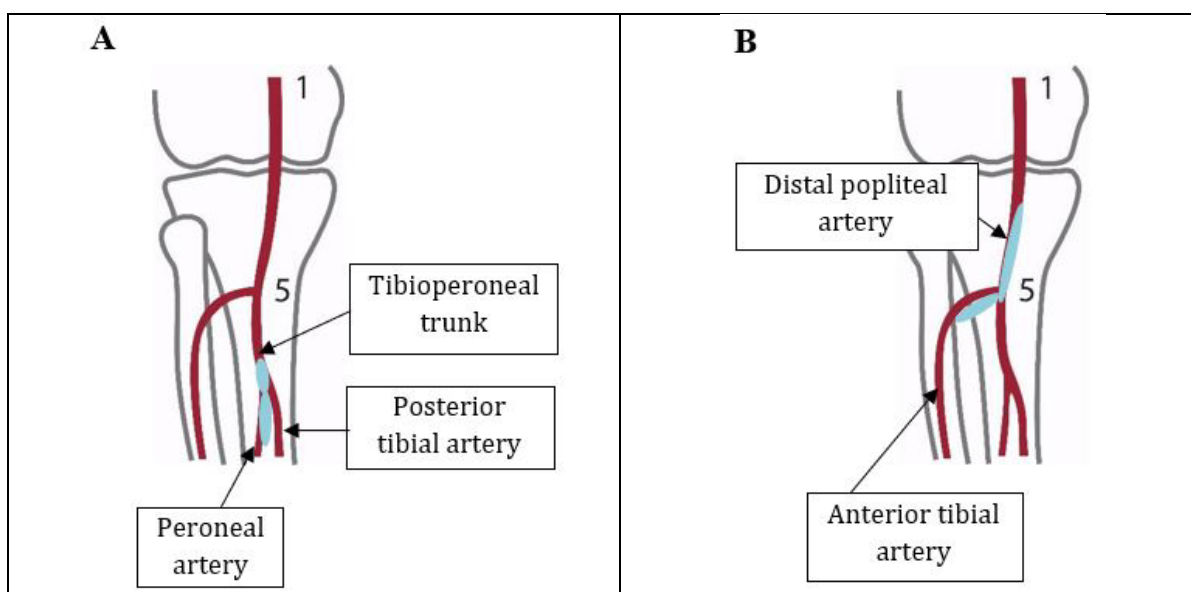 A
1
5
Tibioperoneal
trunk
Posterior
tibial artery
Peroneal
artery
B
1
Distal popliteal
artery
5
Anterior tibial
artery